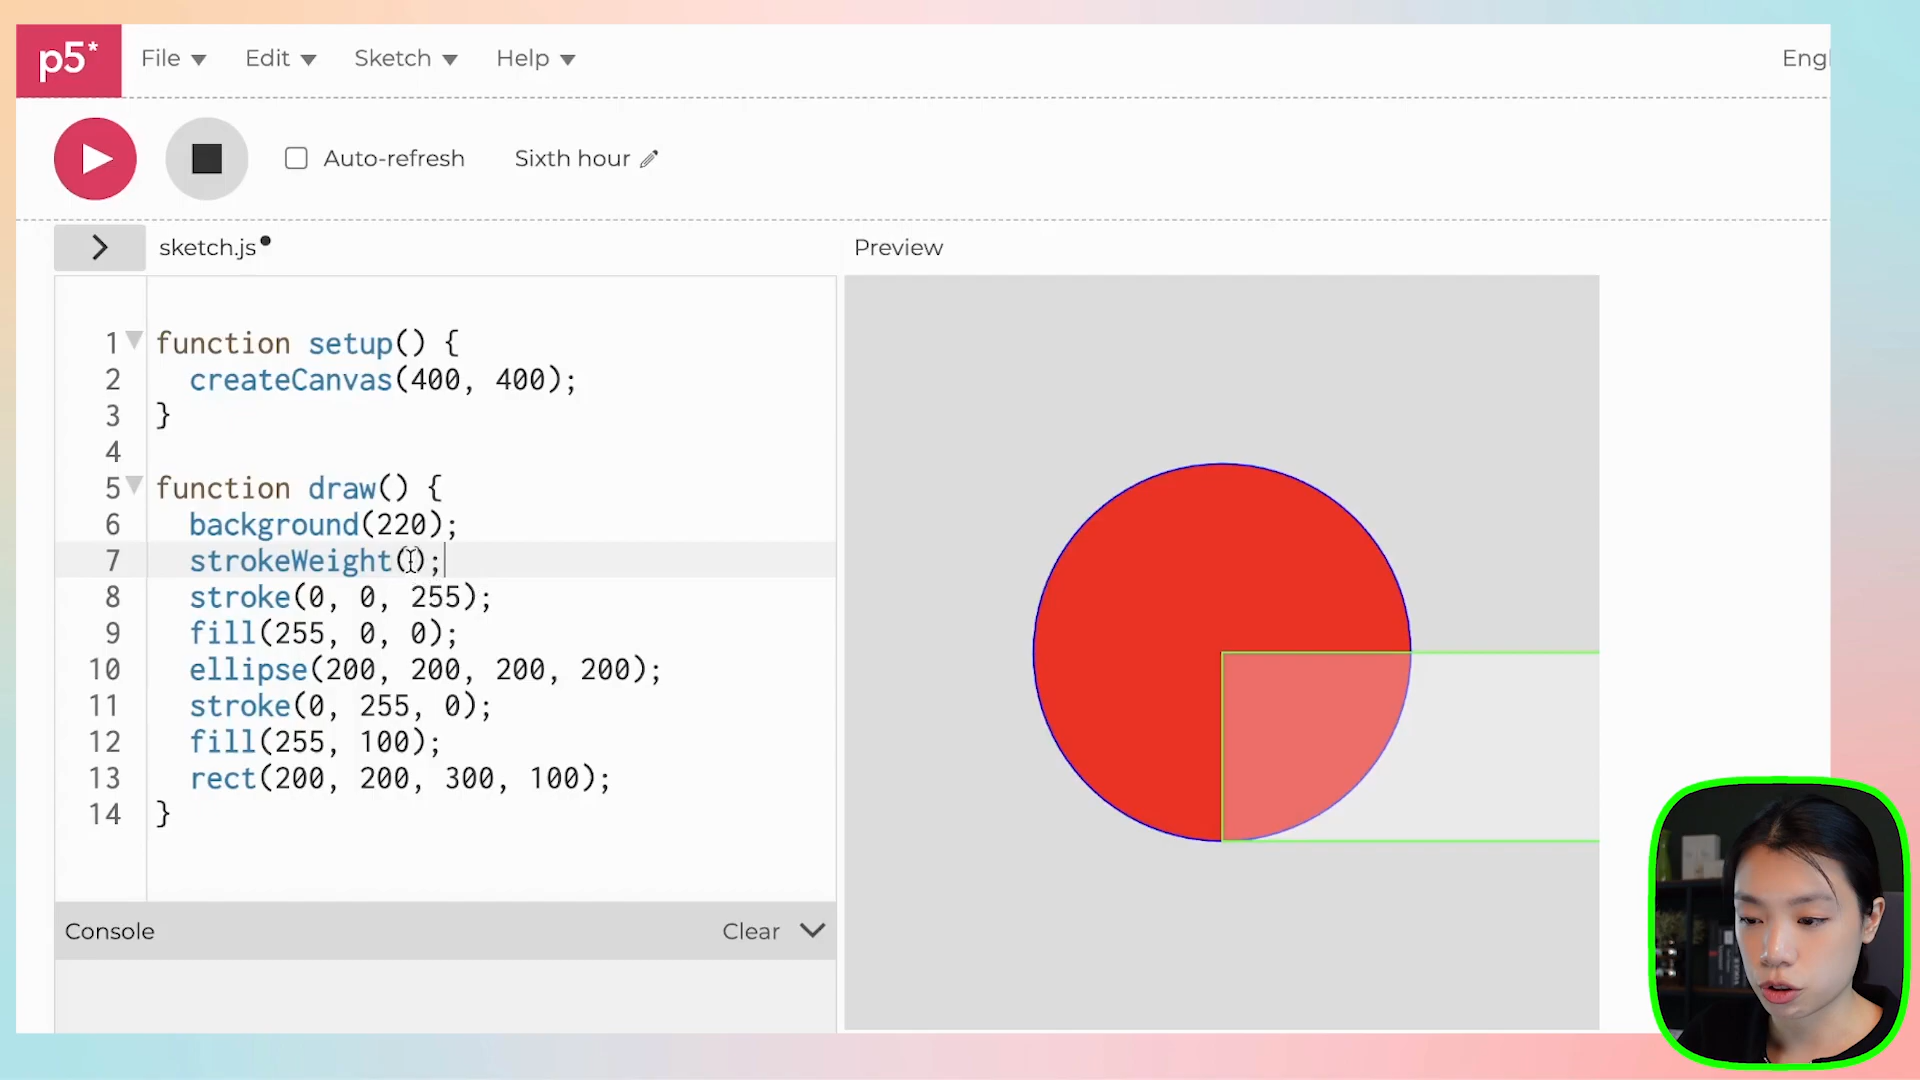 p5* File Edit Sketch Help Engl
Auto-refresh Sixth hour
sketch.js
Preview
1 function setup() {
2 createCanvas(400, 400);
3 }
4
5 function draw() {
6 background(220);
7 strokeWeight();
8 stroke(0, 0, 255);
9 fill(255, 0, 0);
10 ellipse(200, 200, 200, 200);
11 stroke(0, 255, 0);
12 fill(255, 100);
13 rect(200, 200, 300, 100);
14 }
Console Clear